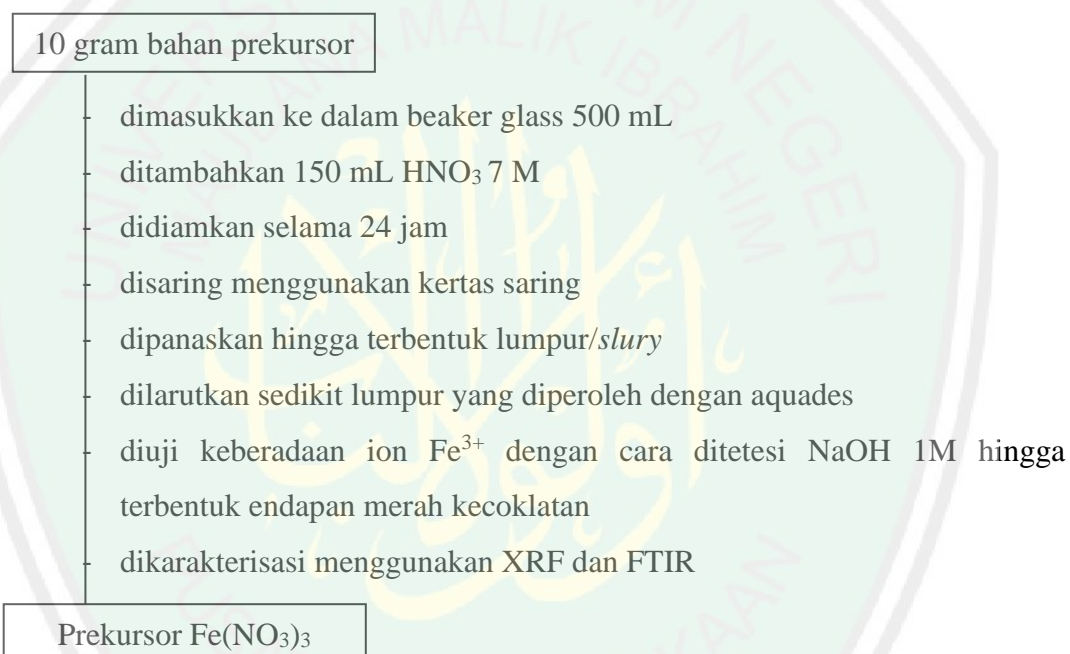 10 gram bahan prekursor
- dimasukkan ke dalam beaker glass 500 mL
- ditambahkan 150 mL HNO₃ 7 M
- didiamkan selama 24 jam
- disaring menggunakan kertas saring
- dipanaskan hingga terbentuk lumpur/slury
- dilarutkan sedikit lumpur yang diperoleh dengan aquades
- diuji keberadaan ion Fe³⁺ dengan cara ditetesi NaOH 1M hingga
terbentuk endapan merah kecoklatan
- dikarakterisasi menggunakan XRF dan FTIR
Prekursor Fe(NO₃)₃